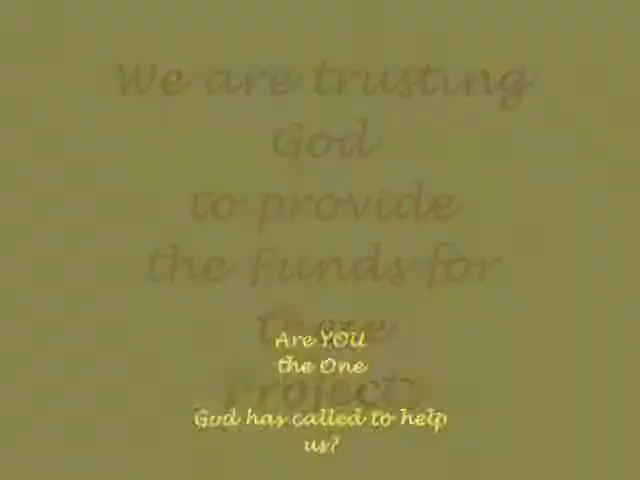 We are trusting
God
to provide
the Funds for
These
Projects
Are YOU
the One
God has called to help
us?